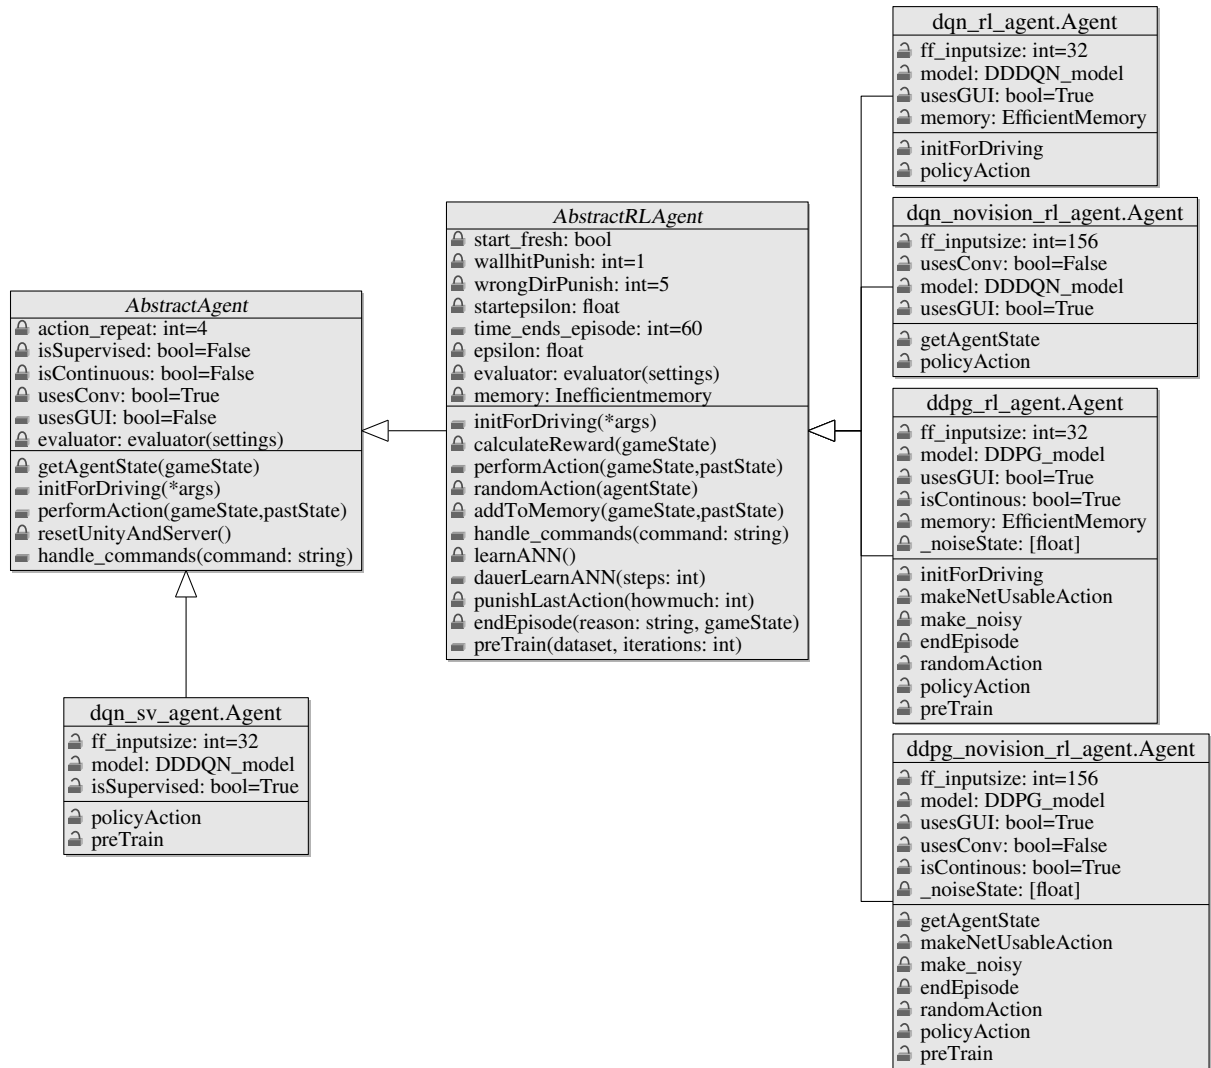 AbstractAgent
action_repeat: int=4
isSupervised: bool=False
isContinuous: bool=False
usesConv: bool=True
usesGUI: bool=False
evaluator: evaluator(settings)
getAgentState(gameState)
initForDriving(*args)
performAction(gameState,pastState)
resetUnityAndServer()
handle_commands(command: string)
dqn_sv_agent.Agent
ff_inputsize: int=32
model: DDDQN_model
isSupervised: bool=True
policyAction
preTrain
AbstractRLAgent
start_fresh: bool
wallhitPunish: int=1
wrongDirPunish: int=5
startepsilon: float
time_ends_episode: int=60
epsilon: float
evaluator: evaluator(settings)
memory: Inefficientmemory
initForDriving(*args)
calculateReward(gameState)
performAction(gameState,pastState)
randomAction(agentState)
addToMemory(gameState,pastState)
handle_commands(command: string)
learnANN()
dauerLearnANN(steps: int)
punishLastAction(howmuch: int)
endEpisode(reason: string, gameState)
preTrain(dataset, iterations: int)
dqn_rl_agent.Agent
ff_inputsize: int=32
model: DDDQN_model
usesGUI: bool=True
memory: EfficientMemory
initForDriving
policyAction
dqn_novision_rl_agent.Agent
ff_inputsize: int=156
usesConv: bool=False
model: DDDQN_model
usesGUI: bool=True
getAgentState
policyAction
ddpg_rl_agent.Agent
ff_inputsize: int=32
model: DDPG_model
usesGUI: bool=True
isContinous: bool=True
memory: EfficientMemory
_noiseState: [float]
initForDriving
makeNetUsableAction
make_noisy
endEpisode
randomAction
policyAction
preTrain
ddpg_novision_rl_agent.Agent
ff_inputsize: int=156
model: DDPG_model
usesGUI: bool=True
usesConv: bool=False
isContinous: bool=True
_noiseState: [float]
getAgentState
makeNetUsableAction
make_noisy
endEpisode
randomAction
policyAction
preTrain